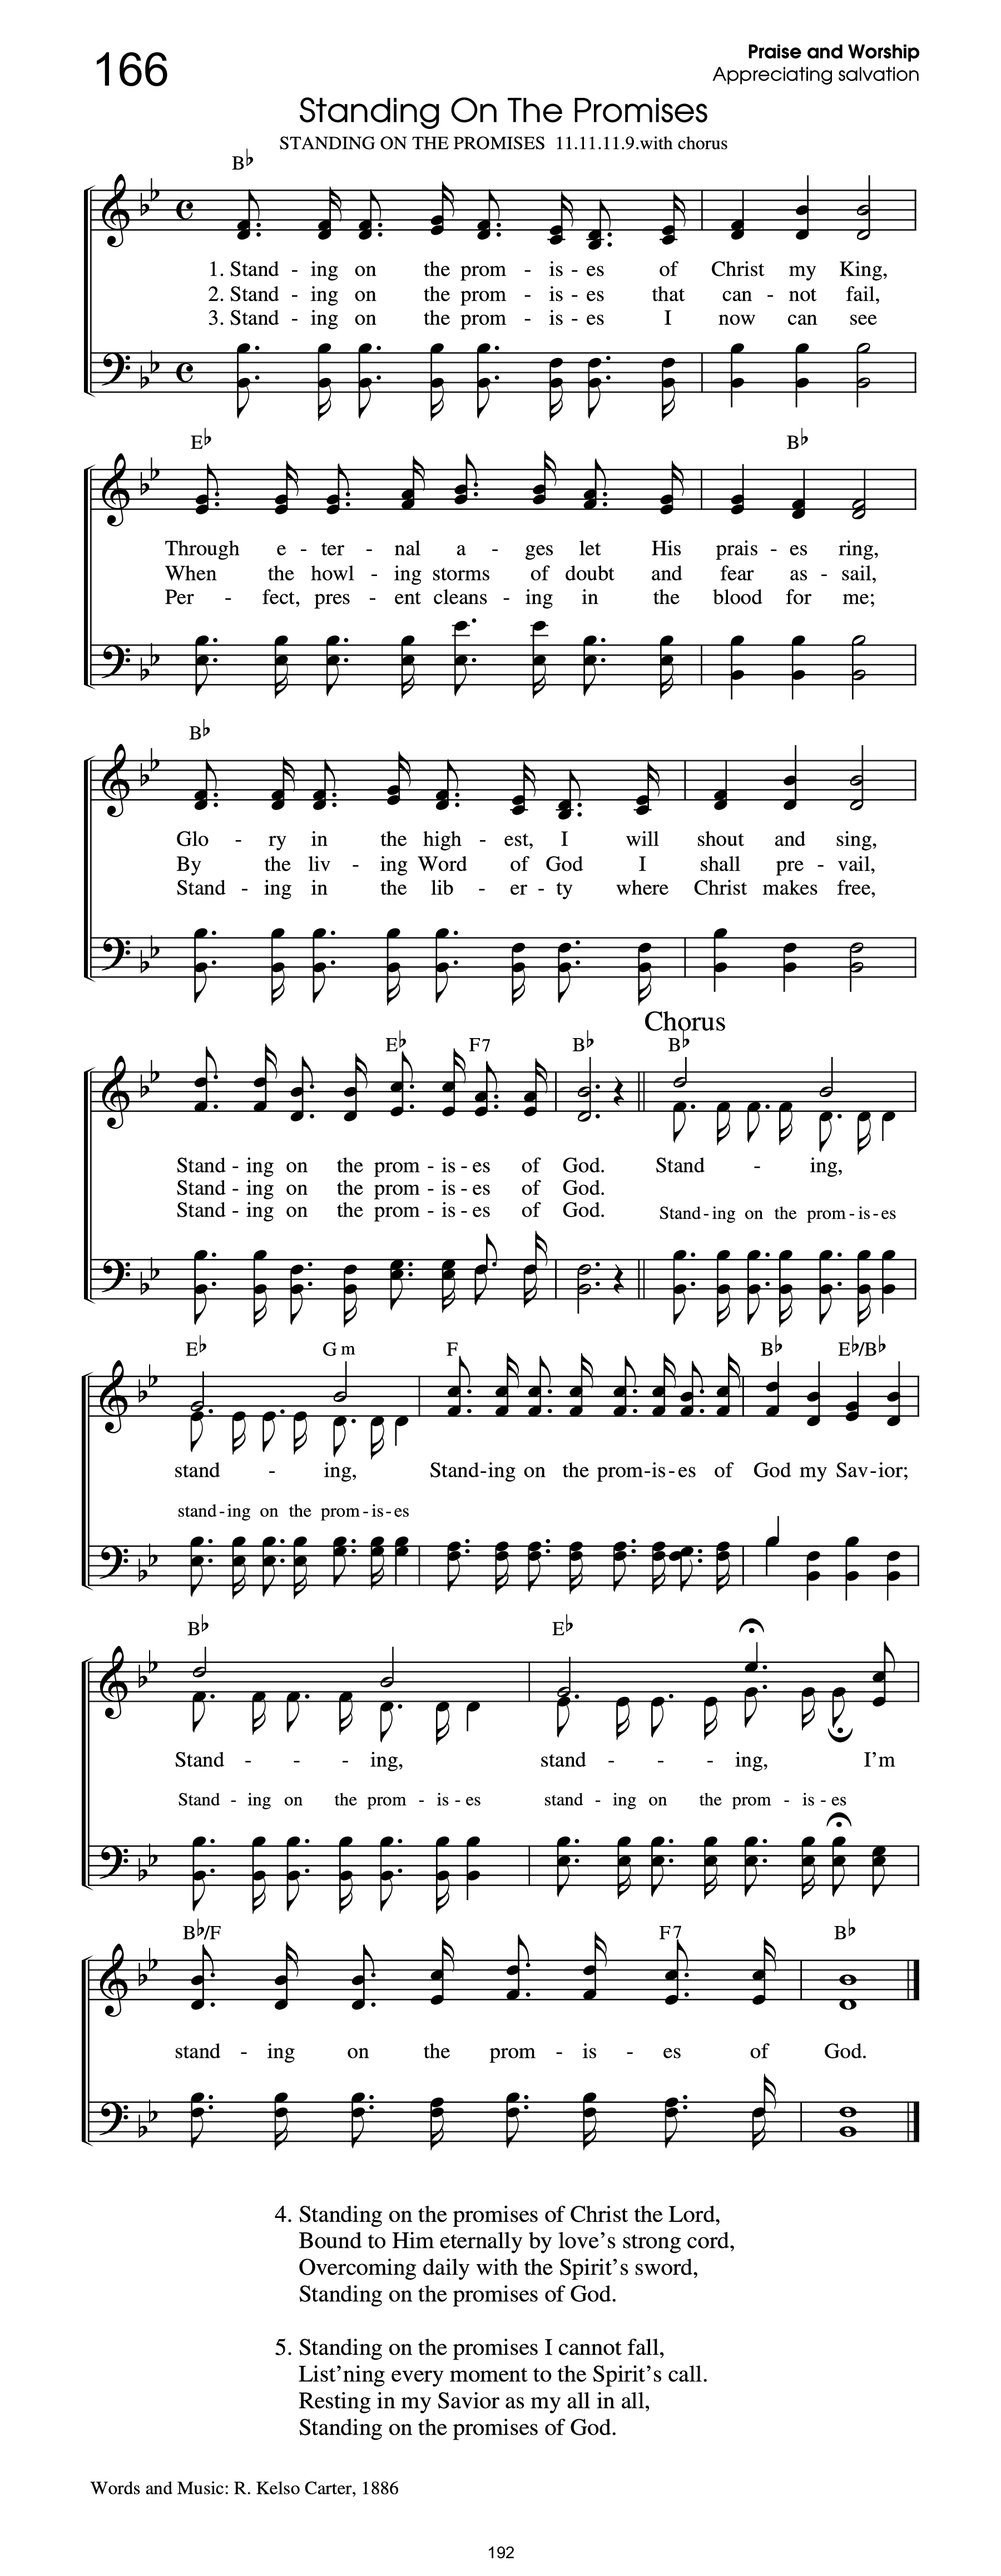 166
Praise and Worship
Appreciating salvation
Standing On The Promises
STANDING ON THE PROMISES 11.11.11.9.with chorus
B♭
1. Stand - ing on the prom - is - es of Christ my King,
2. Stand - ing on the prom - is - es that can - not fail,
3. Stand - ing on the prom - is - es I now can see
E♭ B♭
Through e - ter - nal a - ges let His prais - es ring,
When the howl - ing storms of doubt and fear as - sail,
Per - fect, pres - ent cleans - ing in the blood for me;
B♭
Glo - ry in the high - est, I will shout and sing,
By the liv - ing Word of God I shall pre - vail,
Stand - ing in the lib - er - ty where Christ makes free,
Chorus
E♭ F7 B♭ B♭
Stand - ing on the prom - is - es of God. Stand - ing,
Stand - ing on the prom - is - es of God.
Stand - ing on the prom - is - es of God. Stand - ing on the prom - is - es
E♭ Gm F B♭ E♭/B♭
stand - ing, Stand-ing on the prom-is-es of God my Sav-ior;
stand - ing on the prom - is - es
B♭ E♭
Stand - - - ing, stand - - - ing, I'm
Stand - ing on the prom - is - es stand - ing on the prom - is - es
B♭/F F7 B♭
stand - ing on the prom - is - es of God.
4. Standing on the promises of Christ the Lord,
Bound to Him eternally by love's strong cord,
Overcoming daily with the Spirit's sword,
Standing on the promises of God.
5. Standing on the promises I cannot fall,
List'ning every moment to the Spirit's call.
Resting in my Savior as my all in all,
Standing on the promises of God.
Words and Music: R. Kelso Carter, 1886
192